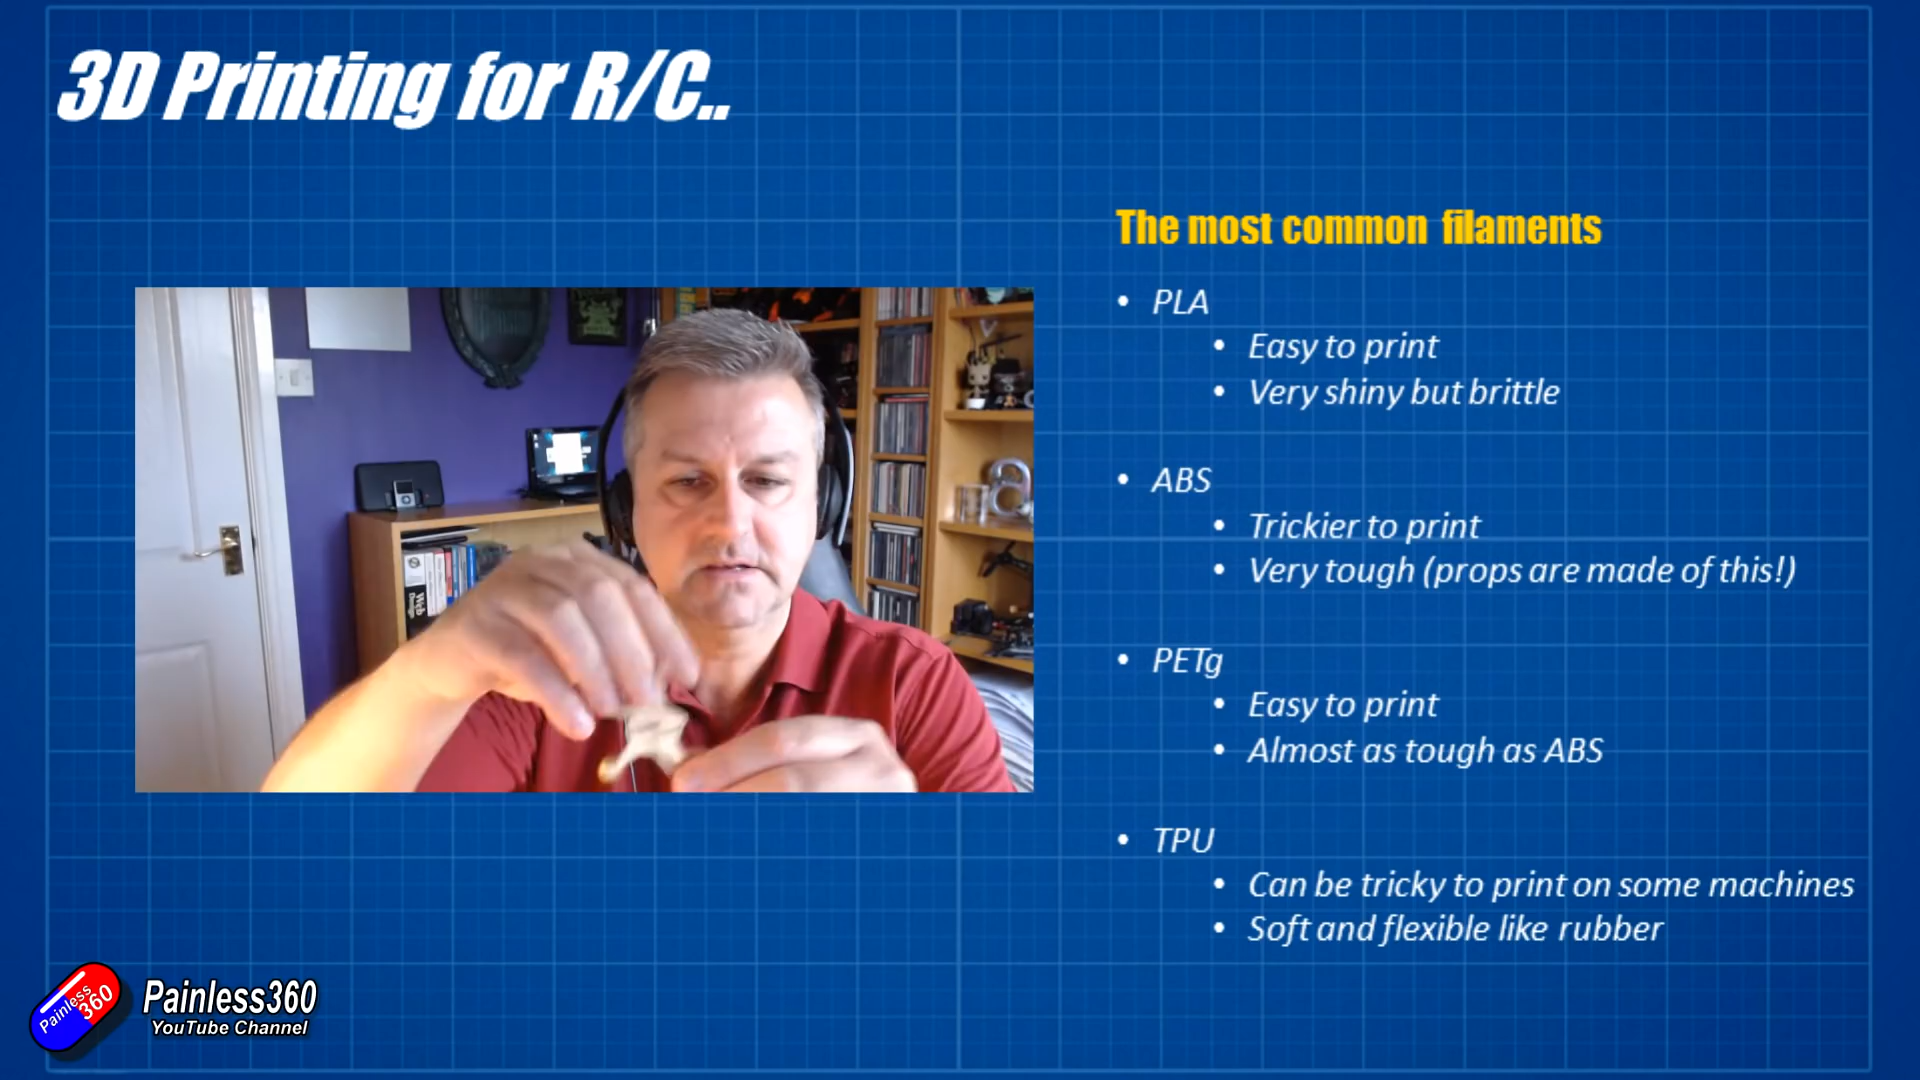 3D Printing for R/C..
The most common filaments
• PLA
• Easy to print
• Very shiny but brittle
• ABS
• Trickier to print
• Very tough (props are made of this!)
• PETg
• Easy to print
• Almost as tough as ABS
• TPU
• Can be tricky to print on some machines
• Soft and flexible like rubber
Web
Design
Painless
360
Painless360
YouTube Channel